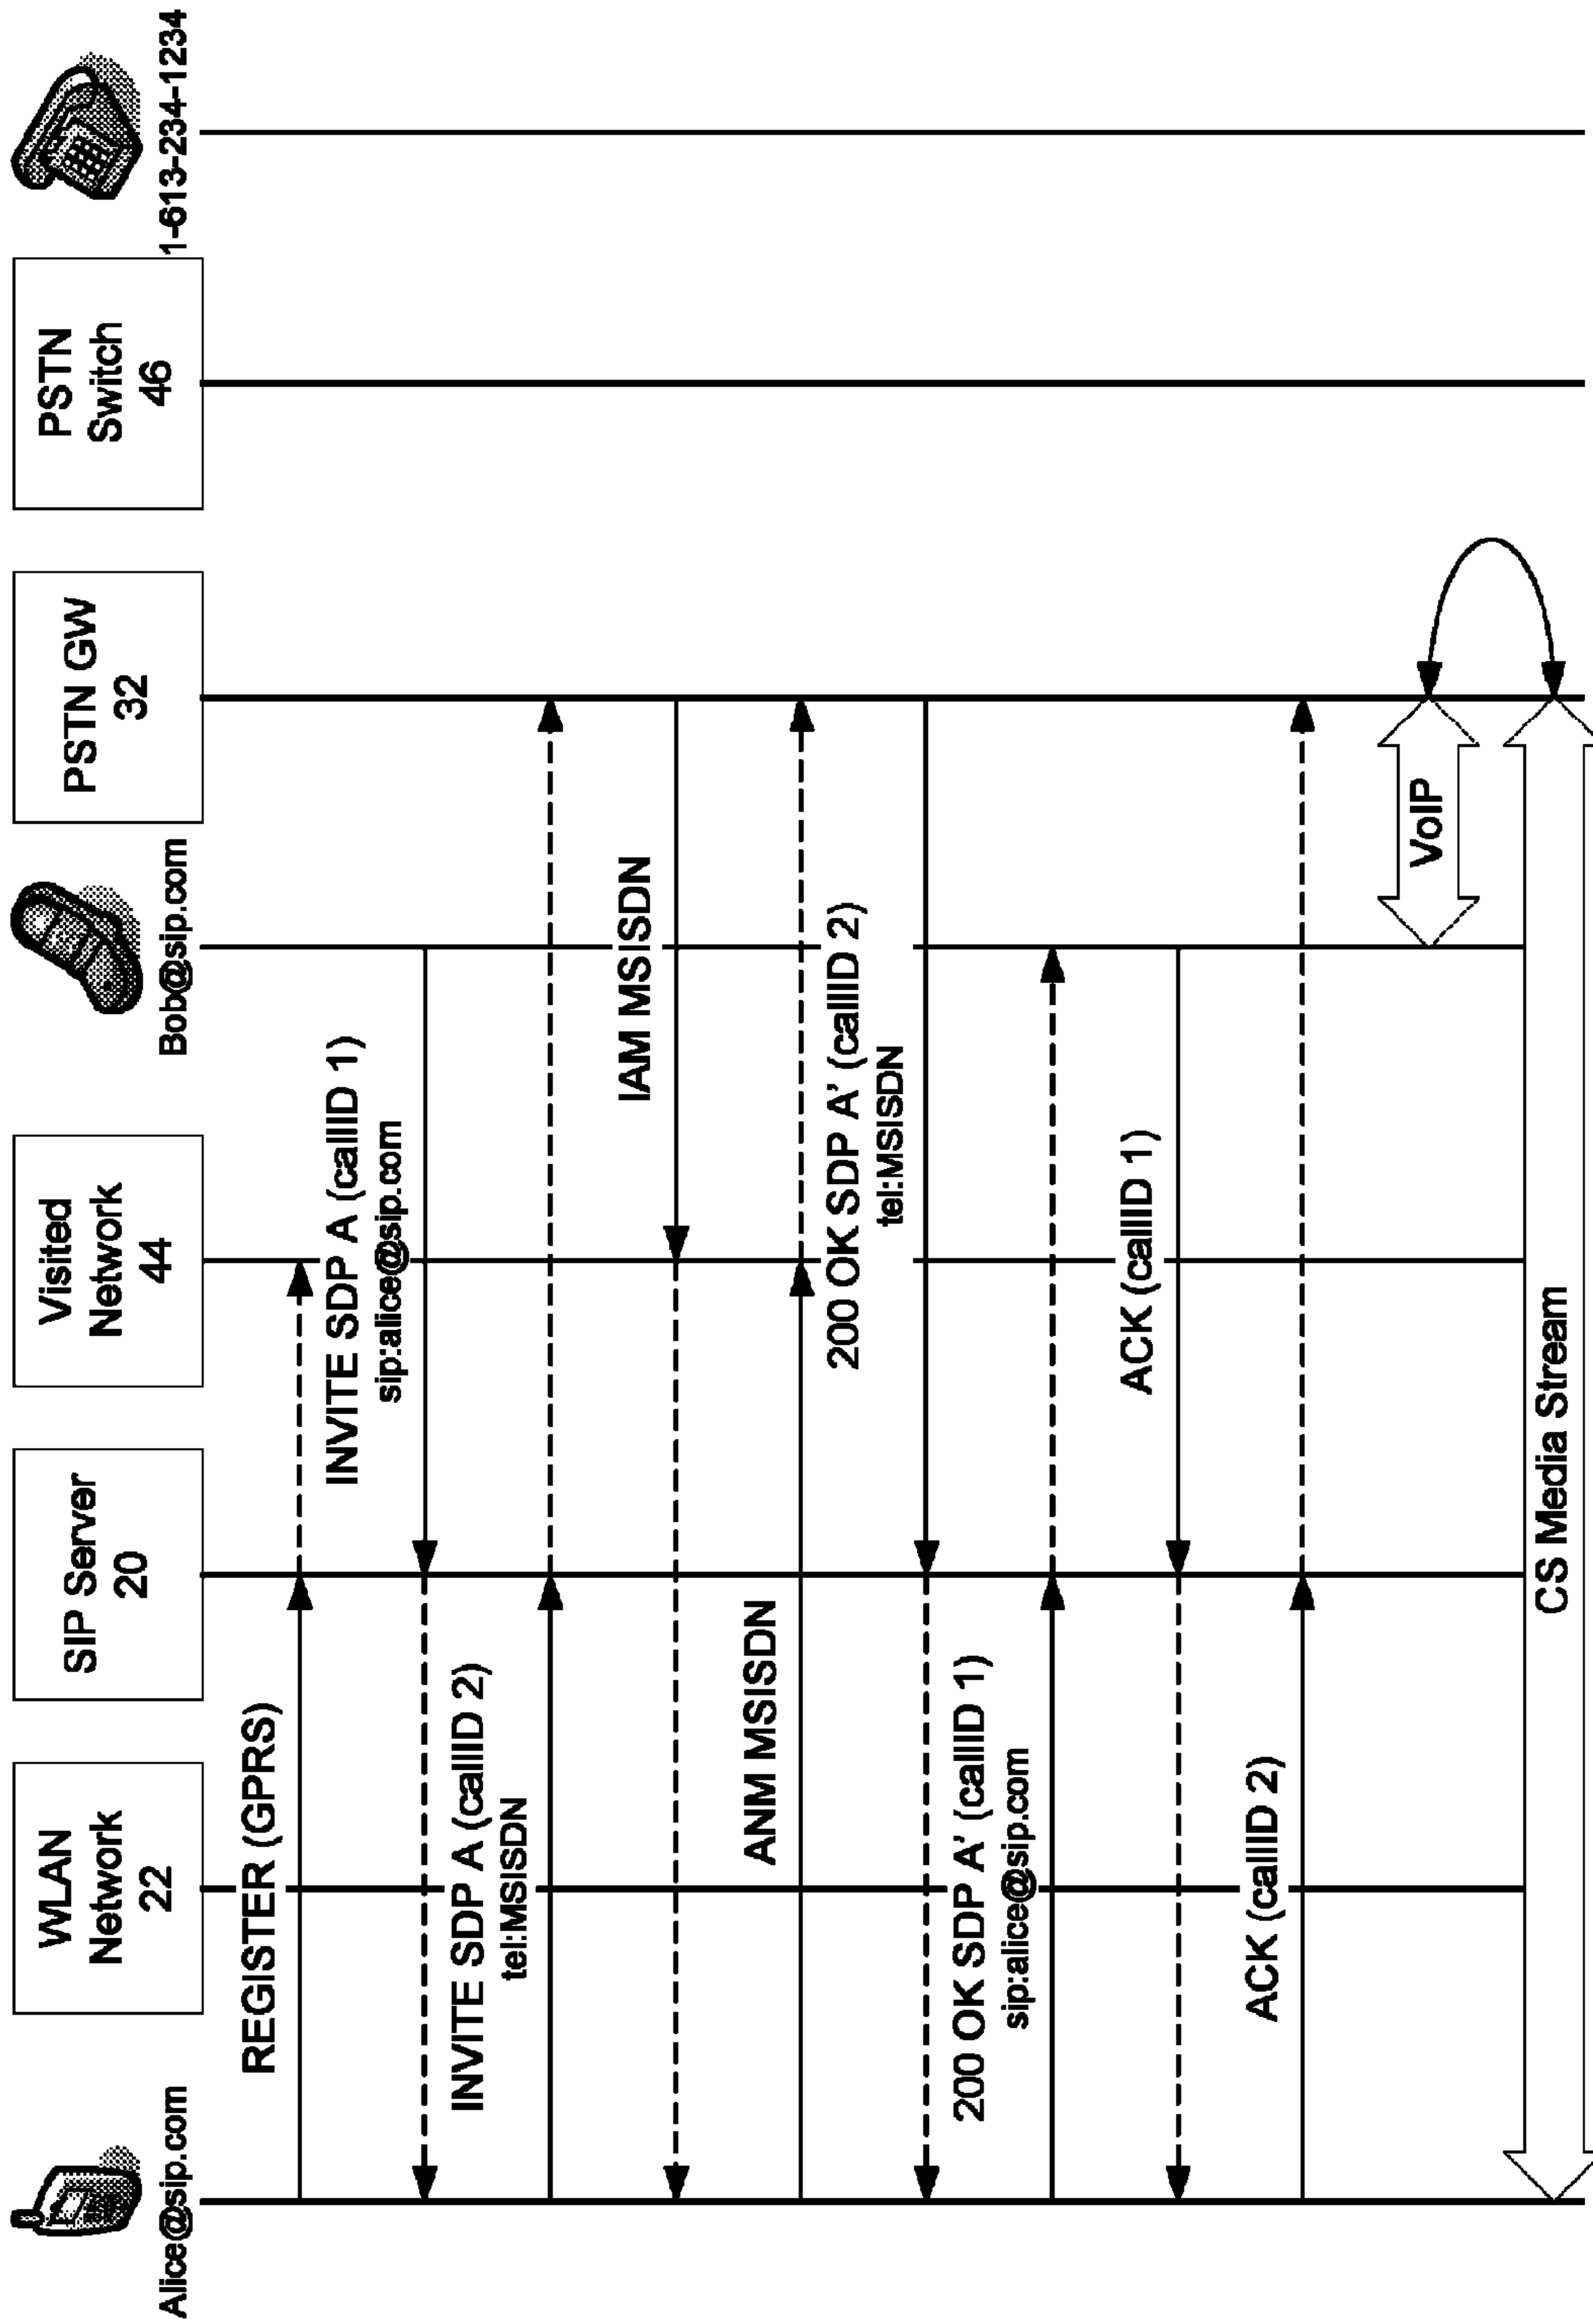 Alice@sip.com
WLAN
Network
22
SIP Server
20
Visited
Network
44
Bob@sip.com
PSTN GW
32
PSTN
Switch
46
1-613-234-1234
REGISTER (GPRS)
INVITE SDP A (callID 1)
sip:alice@sip.com
INVITE SDP A (callID 2)
tel:MSISDN
IAM MSISDN
ANM MSISDN
200 OK SDP A' (callID 2)
tel:MSISDN
200 OK SDP A' (callID 1)
sip:alice@sip.com
ACK (callID 1)
ACK (callID 2)
VoIP
CS Media Stream